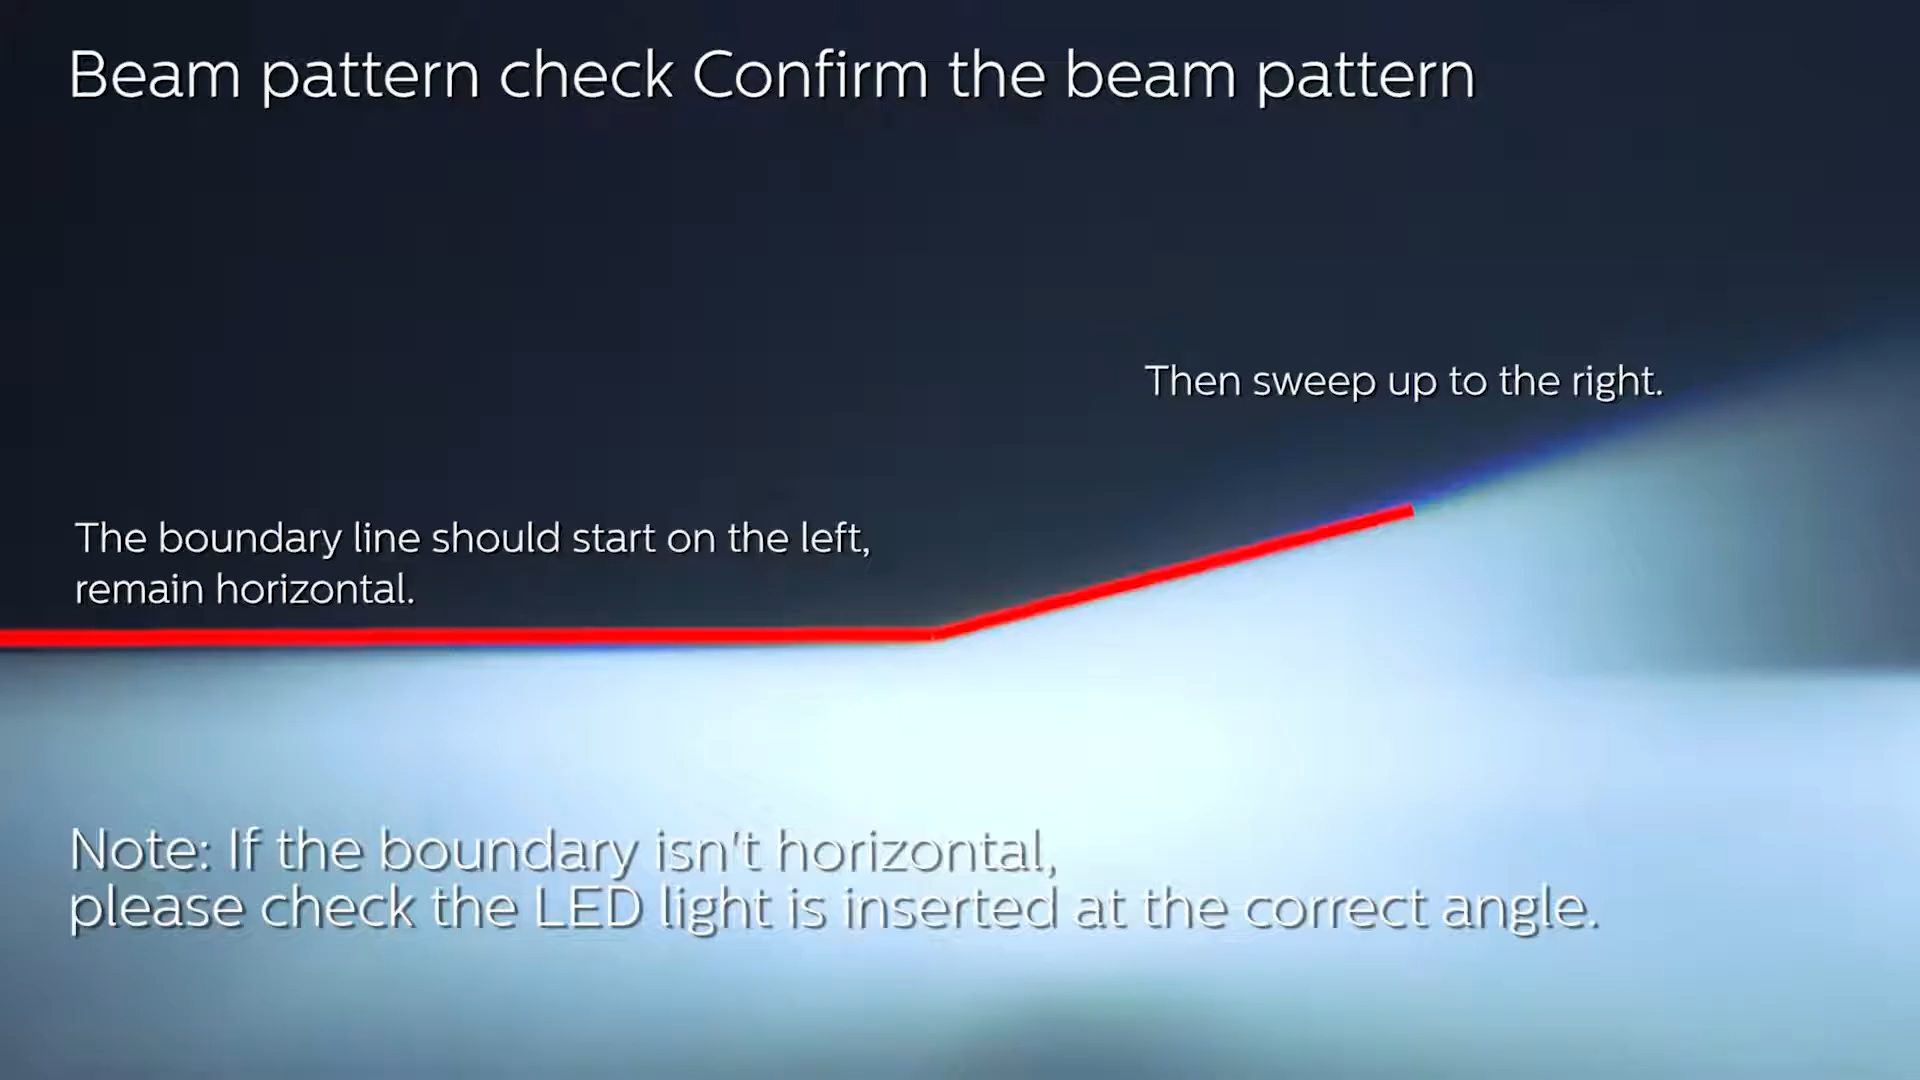 Beam pattern check Confirm the beam pattern
Then sweep up to the right.
The boundary line should start on the left,
remain horizontal.
Note: If the boundary isn't horizontal,
please check the LED light is inserted at the correct angle.